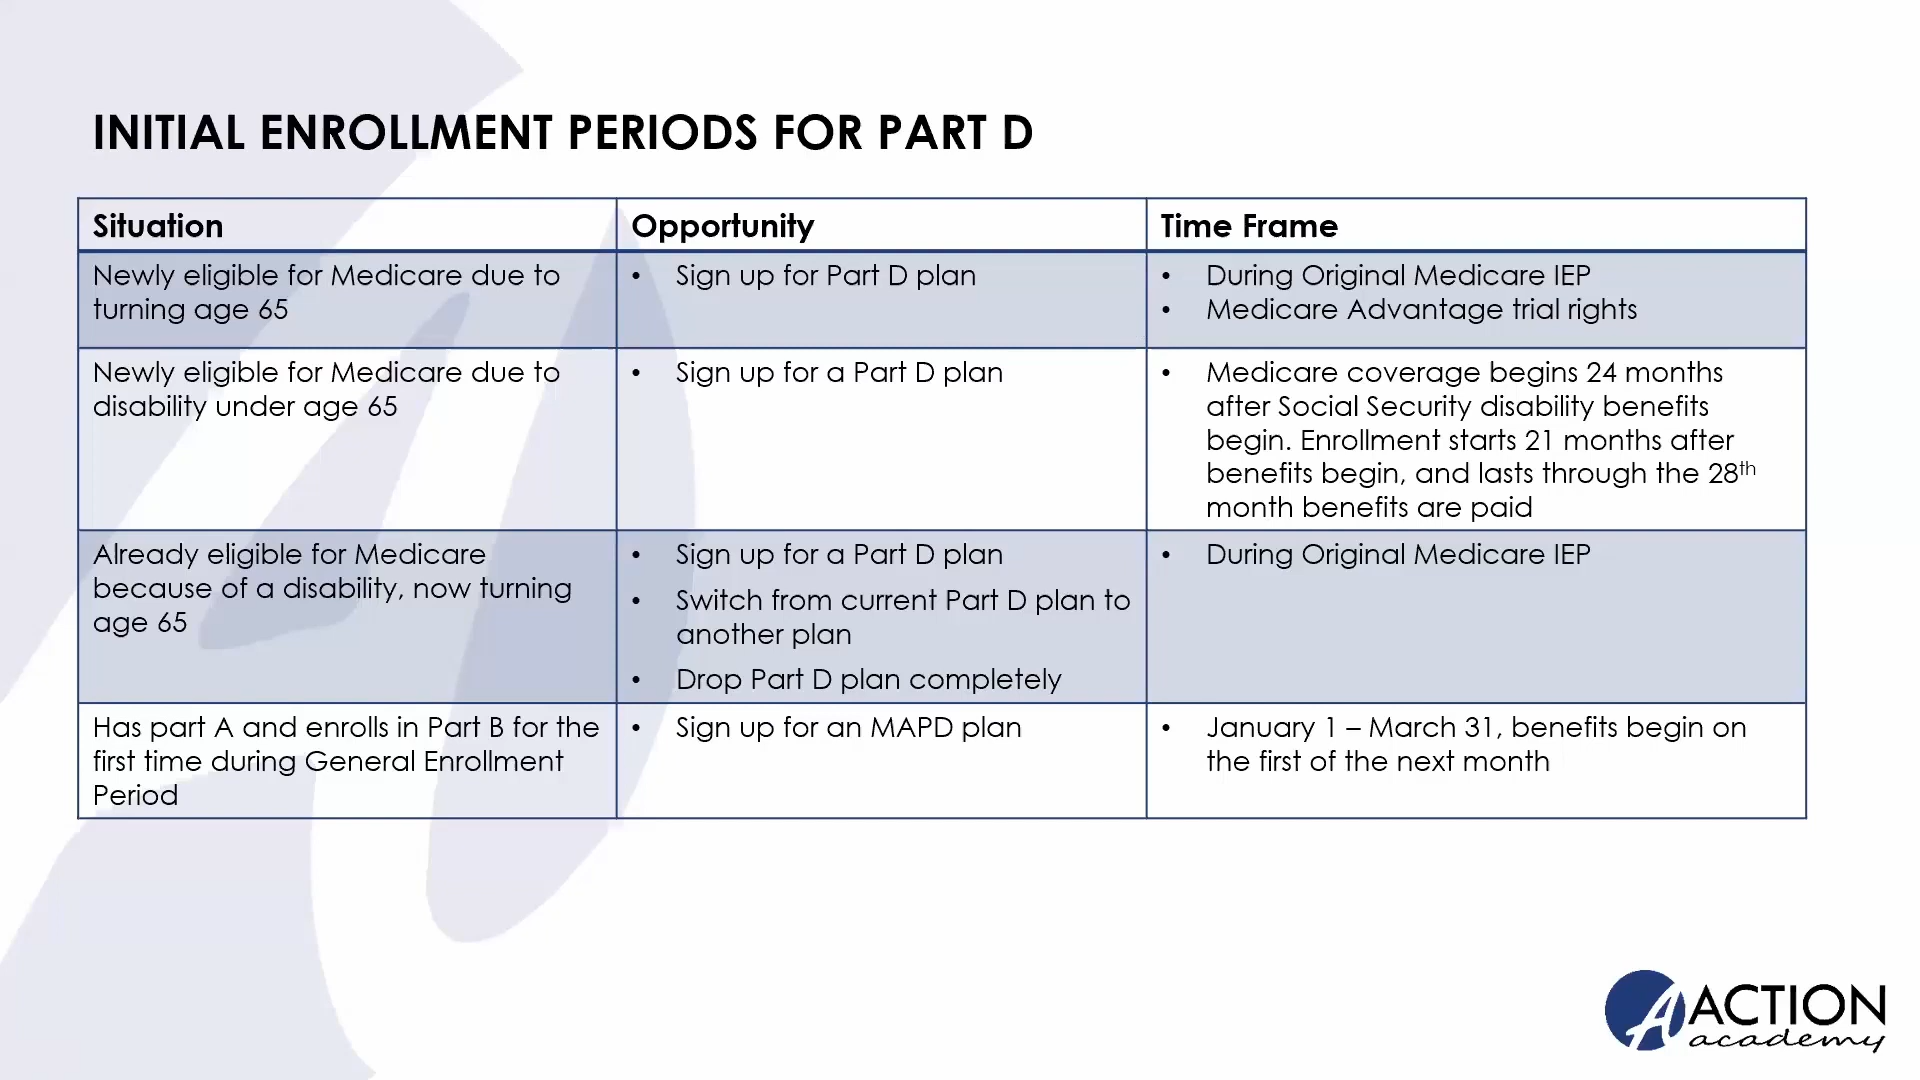 INITIAL ENROLLMENT PERIODS FOR PART D
Situation
Opportunity
Time Frame
Newly eligible for Medicare due to
turning age 65
• Sign up for Part D plan
• During Original Medicare IEP
• Medicare Advantage trial rights
Newly eligible for Medicare due to
disability under age 65
• Sign up for a Part D plan
• Medicare coverage begins 24 months
after Social Security disability benefits
begin. Enrollment starts 21 months after
benefits begin, and lasts through the 28th
month benefits are paid
Already eligible for Medicare
because of a disability, now turning
age 65
• Sign up for a Part D plan
• Switch from current Part D plan to
another plan
• Drop Part D plan completely
• During Original Medicare IEP
Has part A and enrolls in Part B for the
first time during General Enrollment
Period
• Sign up for an MAPD plan
• January 1 – March 31, benefits begin on
the first of the next month
A ACTION
academy